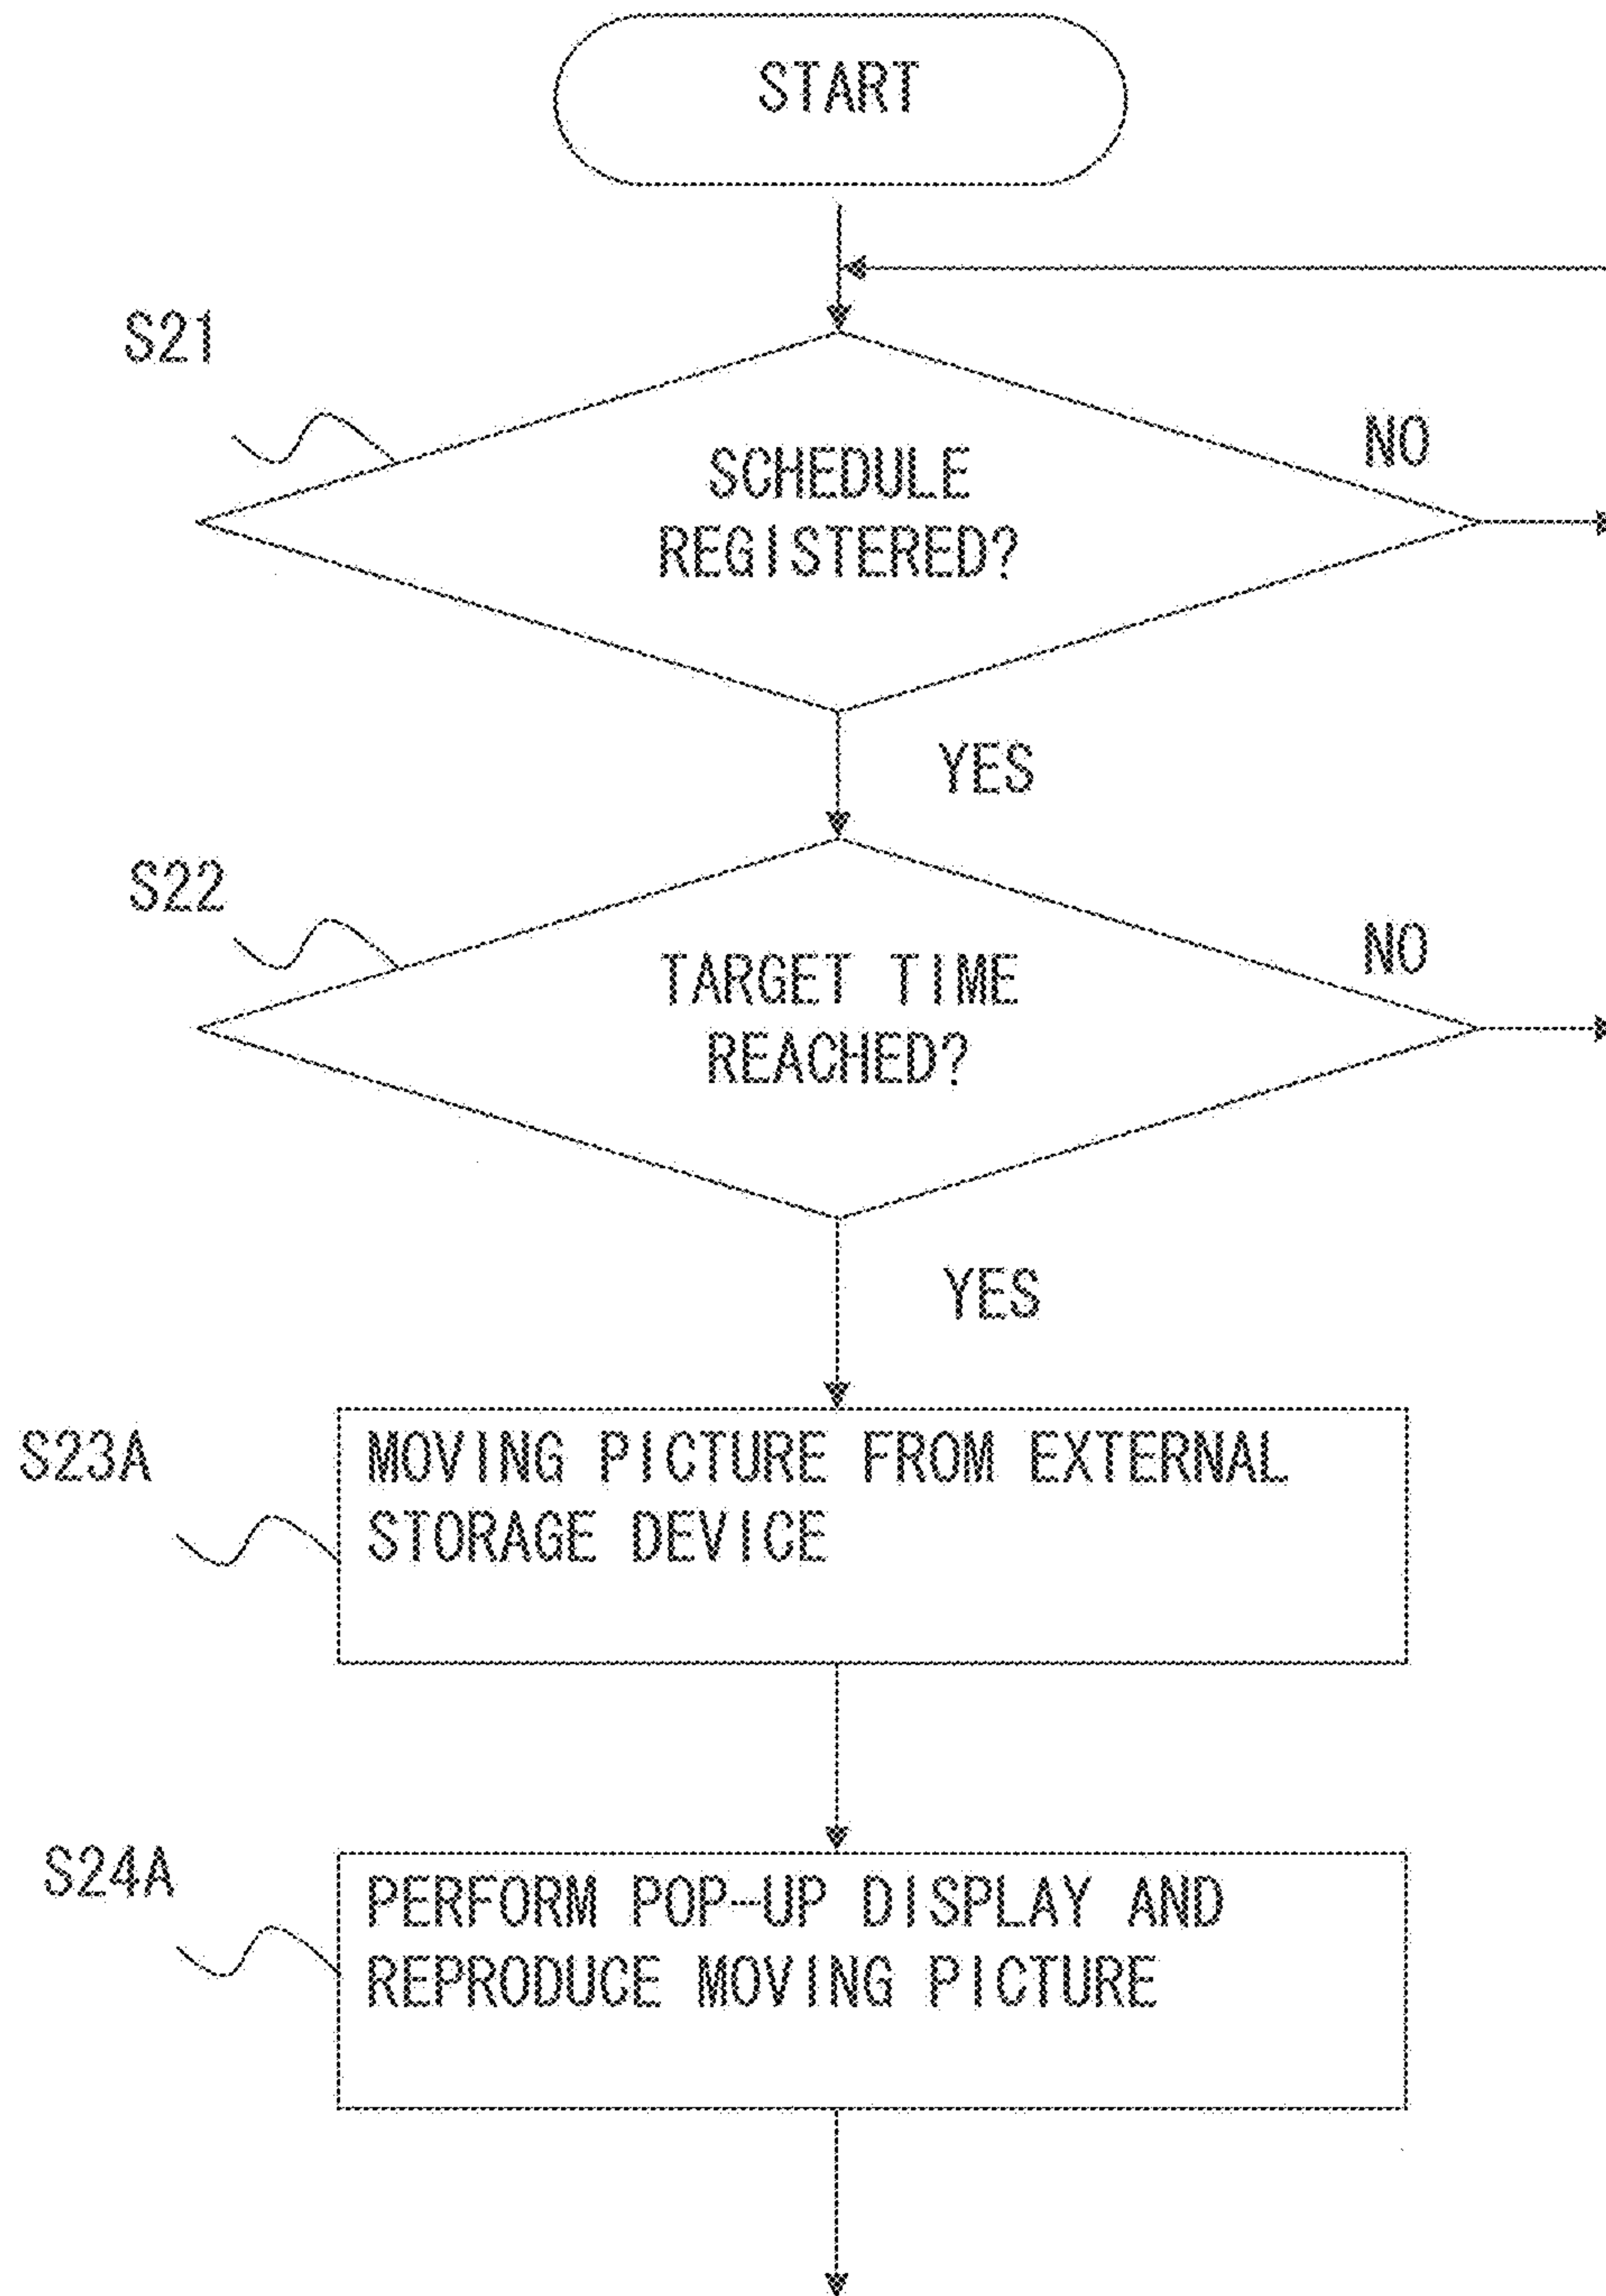 START
S21
SCHEDULE
REGISTERED?
NO
YES
S22
TARGET TIME
REACHED?
NO
YES
S23A
MOVING PICTURE FROM EXTERNAL
STORAGE DEVICE
S24A
PERFORM POP-UP DISPLAY AND
REPRODUCE MOVING PICTURE